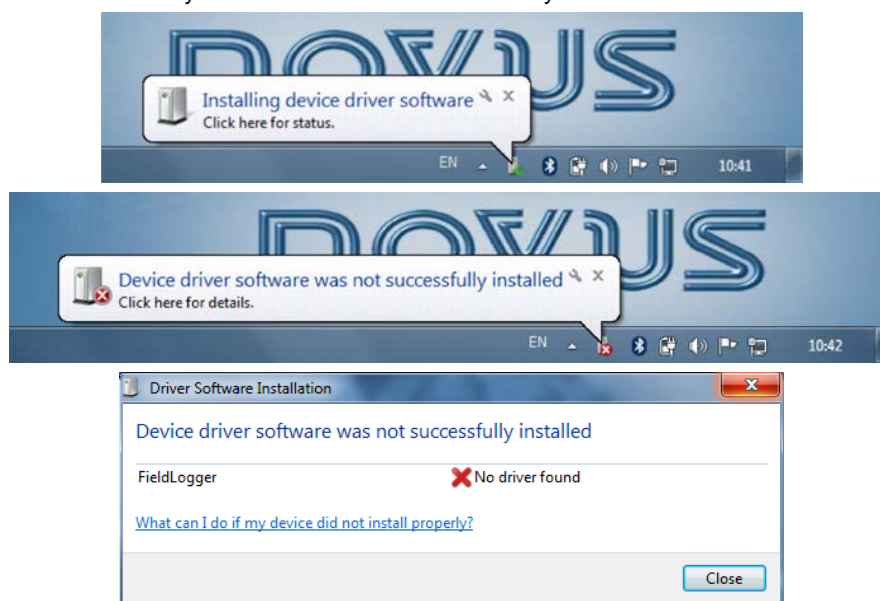 NOVUS
Installing device driver software
Click here for status.
EN
10:41
NOVUS
Device driver software was not successfully installed
Click here for details.
EN
10:42
Driver Software Installation
Device driver software was not successfully installed
FieldLogger No driver found
What can I do if my device did not install properly?
Close